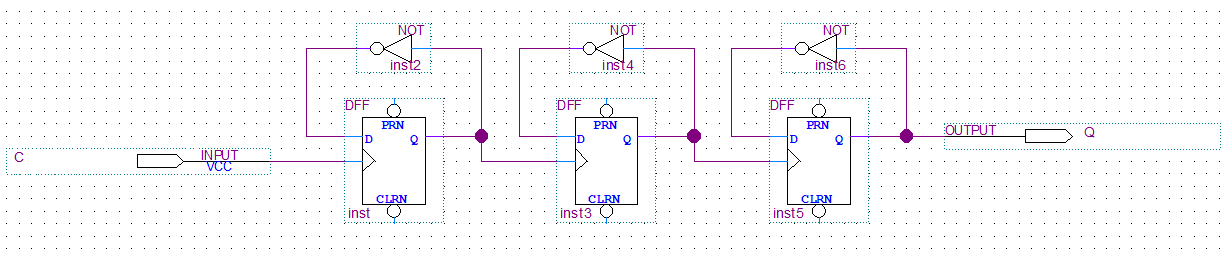 NOT
inst2
NOT
inst4
NOT
inst6
C
INPUT
VCC
DFF
PRN
D
Q
CLRN
inst
DFF
PRN
D
Q
CLRN
inst3
DFF
PRN
D
Q
CLRN
inst5
OUTPUT
Q